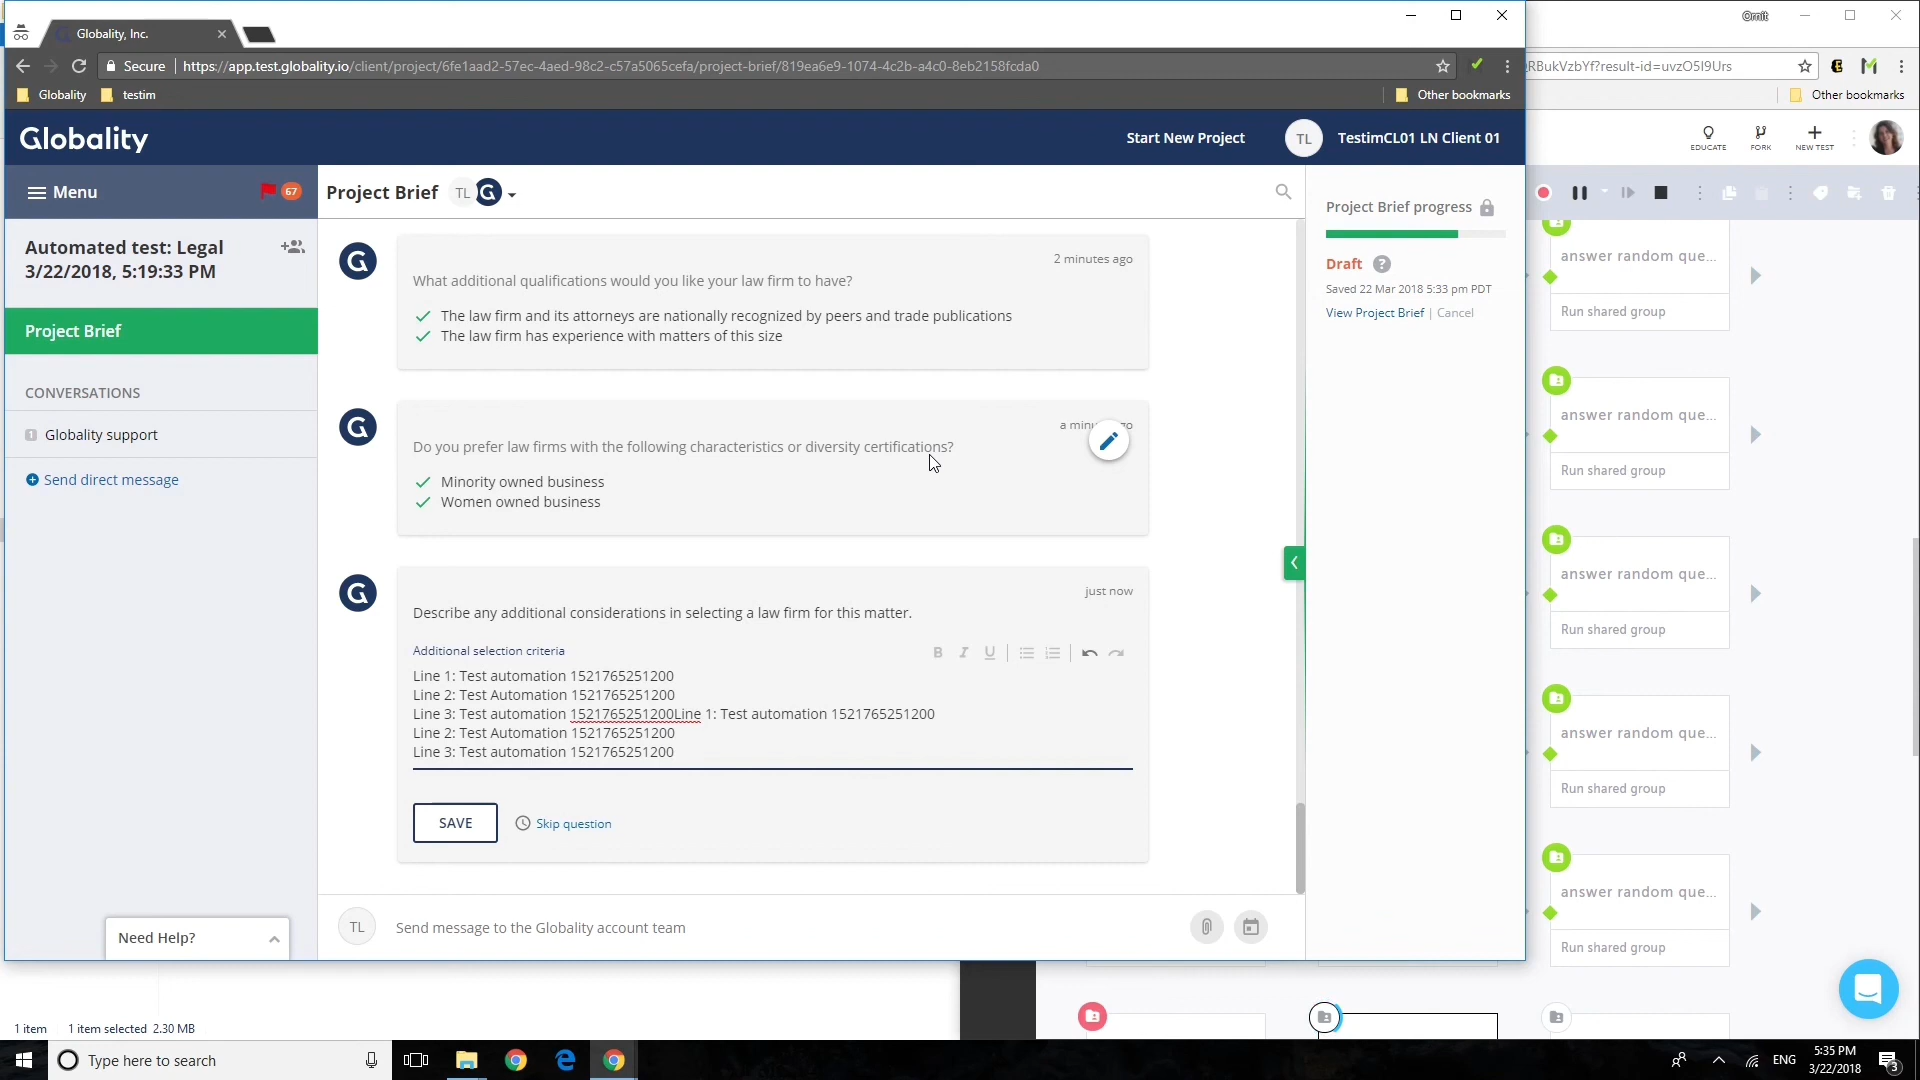 Globality, Inc.
Ornit
Secure
https://app.test.globality.io/client/project/6fe1aad2-57ec-4aed-98c2-c57a5065cefa/project-brief/819ea6e9-1074-4c2b-a4c0-8eb2158fcda0
RBukVzbYf?result-id=uvzO5I9Urs
Globality
testim
Other bookmarks
Other bookmarks
Globality
Start New Project
TL
TestimCL01 LN Client 01
EDUCATE
FORK
NEW TEST
Menu
67
Project Brief
TL
Project Brief progress
Automated test: Legal
3/22/2018, 5:19:33 PM
Draft
?
Saved 22 Mar 2018 5:33 pm PDT
View Project Brief | Cancel
Project Brief
CONVERSATIONS
1
Globality support
Send direct message
2 minutes ago
What additional qualifications would you like your law firm to have?
The law firm and its attorneys are nationally recognized by peers and trade publications
The law firm has experience with matters of this size
Do you prefer law firms with the following characteristics or diversity certifications?
Minority owned business
Women owned business
just now
Describe any additional considerations in selecting a law firm for this matter.
Additional selection criteria
B I U
Line 1: Test automation 1521765251200
Line 2: Test Automation 1521765251200
Line 3: Test automation 1521765251200Line 1: Test automation 1521765251200
Line 2: Test Automation 1521765251200
Line 3: Test automation 1521765251200
SAVE
Skip question
TL
Send message to the Globality account team
Need Help?
answer random que...
Run shared group
answer random que...
Run shared group
answer random que...
Run shared group
answer random que...
Run shared group
answer random que...
Run shared group
1 item
1 item selected 2.30 MB
Type here to search
ENG
5:35 PM
3/22/2018
3